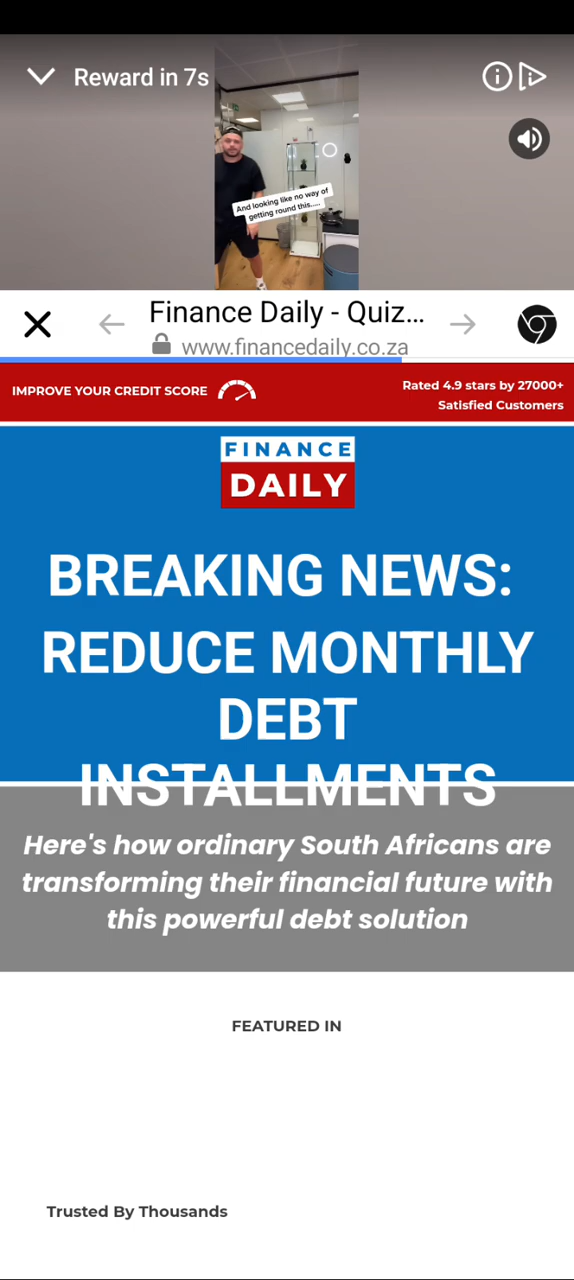 Reward in 7s
And looking like no way of
getting round this.....
Finance Daily - Quiz...
www.financedaily.co.za
IMPROVE YOUR CREDIT SCORE
Rated 4.9 stars by 27000+
Satisfied Customers
FINANCE
DAILY
BREAKING NEWS:
REDUCE MONTHLY
DEBT
INSTALLMENTS
Here's how ordinary South Africans are
transforming their financial future with
this powerful debt solution
FEATURED IN
Trusted By Thousands